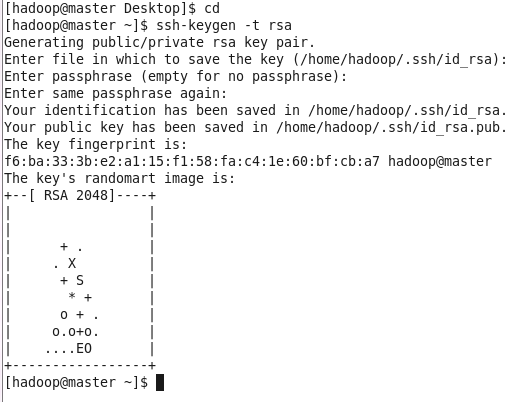 [hadoop@master Desktop]$ cd
[hadoop@master ~]$ ssh-keygen -t rsa
Generating public/private rsa key pair.
Enter file in which to save the key (/home/hadoop/.ssh/id_rsa):
Enter passphrase (empty for no passphrase):
Enter same passphrase again:
Your identification has been saved in /home/hadoop/.ssh/id_rsa.
Your public key has been saved in /home/hadoop/.ssh/id_rsa.pub.
The key fingerprint is:
f6:ba:33:3b:e2:a1:15:f1:58:fa:c4:1e:60:bf:cb:a7 hadoop@master
The key's randomart image is:
+--[ RSA 2048]----+
|                 |
|                 |
|      + .        |
|     . X         |
|      + S        |
|       * +       |
|      o + .      |
|     o.o+o.      |
|    ....EO       |
+-----------------+
[hadoop@master ~]$